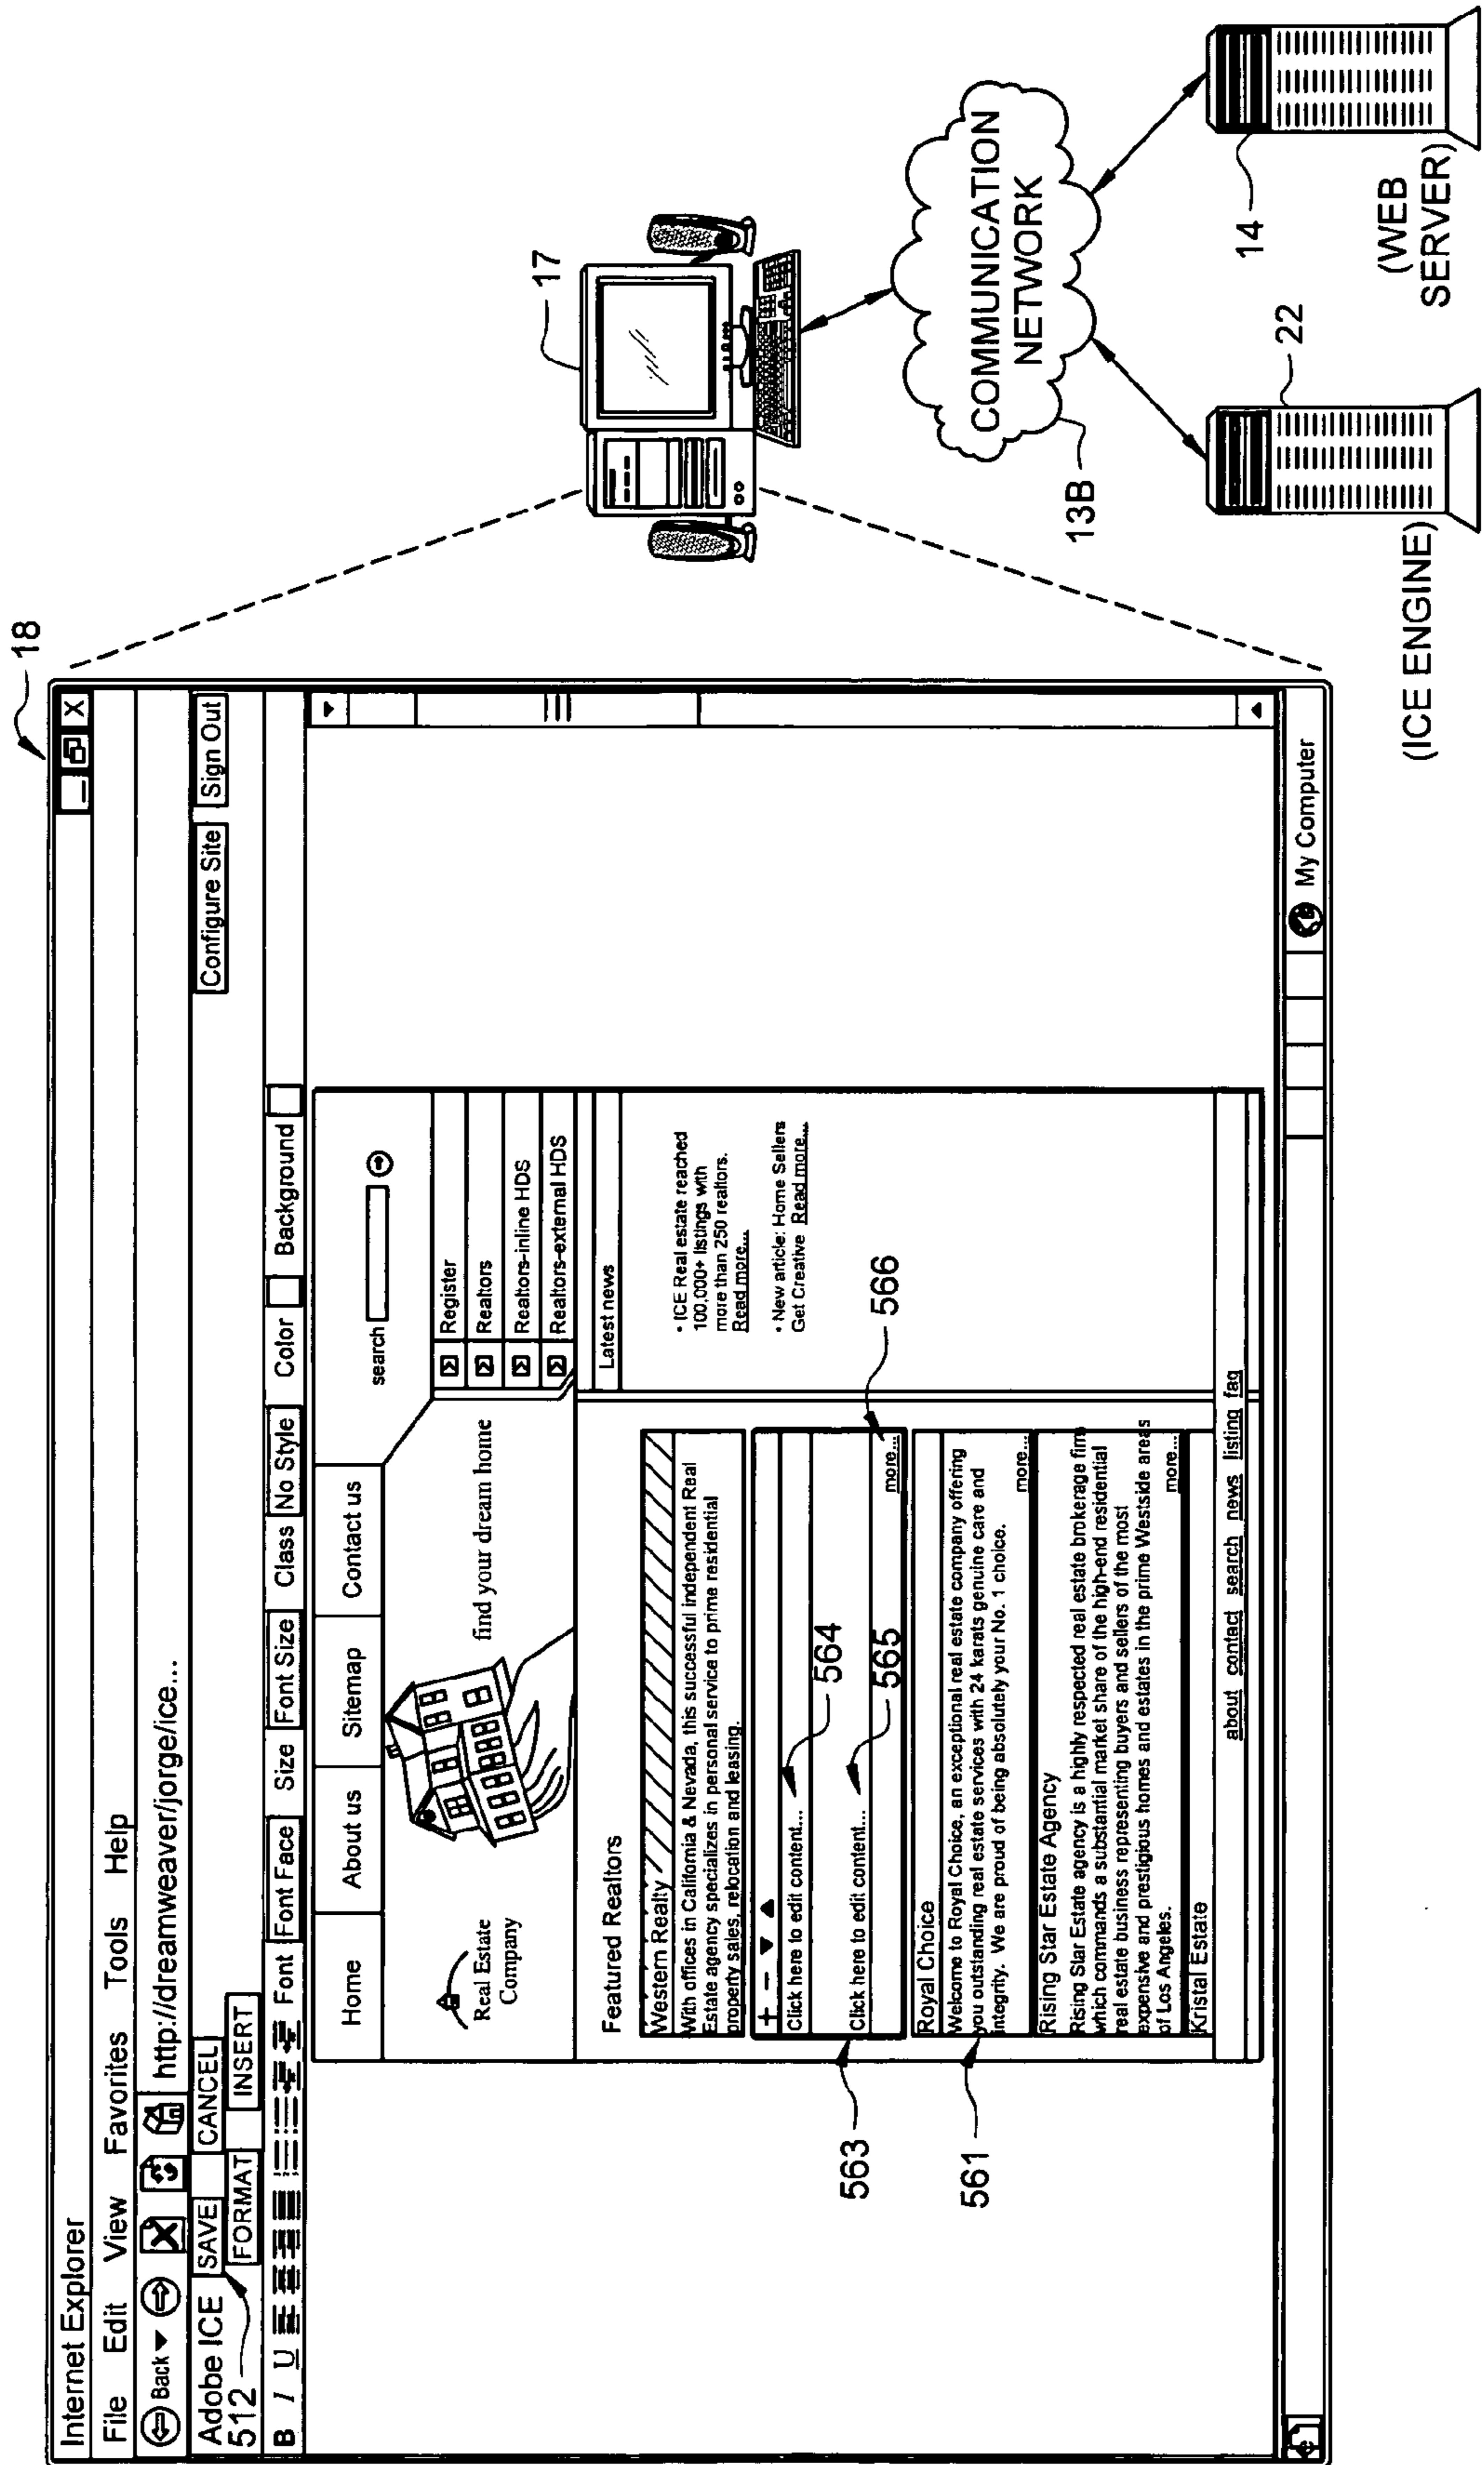 18
Internet Explorer
_ X
File Edit View Favorites Tools Help
Back http://dreamweaver/jorge/ice...
Adobe ICE SAVE CANCEL Configure Site Sign Out
512 FORMAT INSERT
B I U Font Font Face Size Font Size Class No Style Color Background
Home About us Sitemap Contact us
search
Real Estate
Company
find your dream home
Register
Realtors
Realtors-inline HDS
Realtors-external HDS
Featured Realtors
Western Realty
With offices in California & Nevada, this successful independent Real
Estate agency specializes in personal service to prime residential
property sales, relocation and leasing.
+ −
Click here to edit content...
564
Click here to edit content...
565
more...
566
563
Royal Choice
Welcome to Royal Choice, an exceptional real estate company offering
you outstanding real estate services with 24 karats genuine care and
integrity. We are proud of being absolutely your No. 1 choice.
more...
561
Rising Star Estate Agency
Rising Star Estate agency is a highly respected real estate brokerage firm
which commands a substantial market share of the high-end residential
real estate business representing buyers and sellers of the most
expensive and prestigious homes and estates in the prime Westside areas
of Los Angeles.
more...
Kristal Estate
Latest news
• ICE Real estate reached
100,000+ listings with
more than 250 realtors.
Read more...
• New article: Home Sellers
Get Creative Read more...
about contact search news listing faq
My Computer
17
COMMUNICATION
NETWORK
13B
22
(ICE ENGINE)
14
(WEB
SERVER)